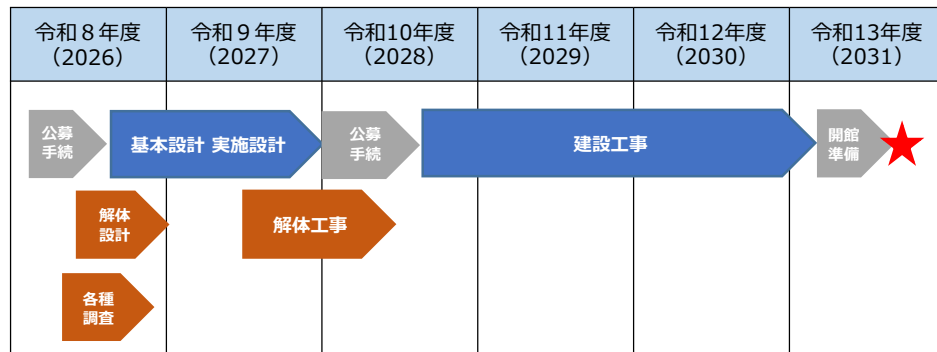 令和８年度
（2026）
令和９年度
（2027）
令和10年度
（2028）
令和11年度
（2029）
令和12年度
（2030）
令和13年度
（2031）
公募
手続
基本設計 実施設計
公募
手続
建設工事
開館
準備
解体
設計
解体工事
各種
調査